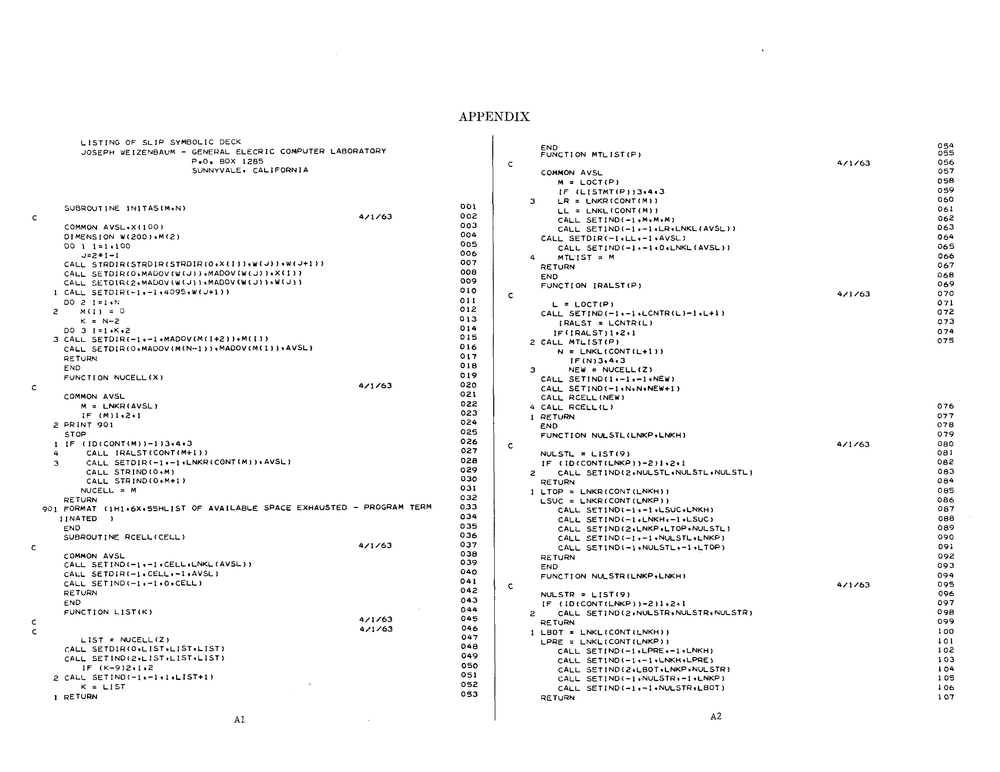 APPENDIX
LISTING OF SLIP SYMBOLIC DECK
JOSEPH WEIZENBAUM - GENERAL ELECRIC COMPUTER LABORATORY
P.O. BOX 1285
SUNNYVALE, CALIFORNIA
SUBROUTINE INITAS(M,N) 001
C 4/1/63 002
COMMON AVSL,X(100) 003
DIMENSION W(200),M(2) 004
DO 1 I=1,100 005
J=2*I-1 006
CALL STRDIR(STRDIR(STRDIR(0,X(I)),W(J)),W(J+1)) 007
CALL SETDIR(0,MADOV(W(J)),MADOV(W(J)),X(I)) 008
CALL SETDIR(2,MADOV(W(J)),MADOV(W(J)),W(J)) 009
1 CALL SETDIR(-1,-1,4095,W(J+1)) 010
DO 2 I=1,N 011
2 M(I) = 0 012
K = N-2 013
DO 3 I=1,K,2 014
3 CALL SETDIR(-1,-1,MADOV(M(I+2)),M(I)) 015
CALL SETDIR(0,MADOV(M(N-1)),MADOV(M(1)),AVSL) 016
RETURN 017
END 018
FUNCTION NUCELL(X) 019
C 4/1/63 020
COMMON AVSL 021
M = LNKR(AVSL) 022
IF (M)1,2,1 023
2 PRINT 901 024
STOP 025
1 IF (ID(CONT(M))-1)3,4,3 026
4 CALL IRALST(CONT(M+1)) 027
3 CALL SETDIR(-1,-1,LNKR(CONT(M)),AVSL) 028
CALL STRIND(0,M) 029
CALL STRIND(0,M+1) 030
NUCELL = M 031
RETURN 032
901 FORMAT (1H1,6X,55HLIST OF AVAILABLE SPACE EXHAUSTED - PROGRAM TERM 033
1INATED ) 034
END 035
SUBROUTINE RCELL(CELL) 036
C 4/1/63 037
COMMON AVSL 038
CALL SETIND(-1,-1,CELL,LNKL(AVSL)) 039
CALL SETDIR(-1,CELL,-1,AVSL) 040
CALL SETIND(-1,-1,0,CELL) 041
RETURN 042
END 043
FUNCTION LIST(K) 044
C 4/1/63 045
C 4/1/63 046
LIST = NUCELL(Z) 047
CALL SETDIR(0,LIST,LIST,LIST) 048
CALL SETIND(2,LIST,LIST,LIST) 049
IF (K-9)2,1,2 050
2 CALL SETIND(-1,-1,1,LIST+1) 051
K = LIST 052
1 RETURN 053
A1
END 054
FUNCTION MTLIST(P) 055
C 4/1/63 056
COMMON AVSL 057
M = LOCT(P) 058
IF (LISTMT(P))3,4,3 059
3 LR = LNKR(CONT(M)) 060
LL = LNKL(CONT(M)) 061
CALL SETIND(-1,M,M,M) 062
CALL SETIND(-1,-1,LR,LNKL(AVSL)) 063
CALL SETDIR(-1,LL,-1,AVSL) 064
CALL SETIND(-1,-1,0,LNKL(AVSL)) 065
4 MTLIST = M 066
RETURN 067
END 068
FUNCTION IRALST(P) 069
C 4/1/63 070
L = LOCT(P) 071
CALL SETIND(-1,-1,LCNTR(L)-1,L+1) 072
IRALST = LCNTR(L) 073
IF(IRALST)1,2,1 074
2 CALL MTLIST(P) 075
N = LNKL(CONT(L+1))
IF(N)3,4,3
3 NEW = NUCELL(Z)
CALL SETIND(1,-1,-1,NEW)
CALL SETIND(-1,N,N,NEW+1)
CALL RCELL(NEW)
4 CALL RCELL(L) 076
1 RETURN 077
END 078
FUNCTION NULSTL(LNKP,LNKH) 079
C 4/1/63 080
NULSTL = LIST(9) 081
IF (ID(CONT(LNKP))-2)1,2,1 082
2 CALL SETIND(2,NULSTL,NULSTL,NULSTL) 083
RETURN 084
1 LTOP = LNKR(CONT(LNKH)) 085
LSUC = LNKR(CONT(LNKP)) 086
CALL SETIND(-1,-1,LSUC,LNKH) 087
CALL SETIND(-1,LNKH,-1,LSUC) 088
CALL SETIND(2,LNKP,LTOP,NULSTL) 089
CALL SETIND(-1,-1,NULSTL,LNKP) 090
CALL SETIND(-1,NULSTL,-1,LTOP) 091
RETURN 092
END 093
FUNCTION NULSTR(LNKP,LNKH) 094
C 4/1/63 095
NULSTR = LIST(9) 096
IF (ID(CONT(LNKP))-2)1,2,1 097
2 CALL SETIND(2,NULSTR,NULSTR,NULSTR) 098
RETURN 099
1 LBOT = LNKL(CONT(LNKH)) 100
LPRE = LNKL(CONT(LNKP)) 101
CALL SETIND(-1,LPRE,-1,LNKH) 102
CALL SETIND(-1,-1,LNKH,LPRE) 103
CALL SETIND(2,LBOT,LNKP,NULSTR) 104
CALL SETIND(-1,NULSTR,-1,LNKP) 105
CALL SETIND(-1,-1,NULSTR,LBOT) 106
RETURN 107
A2